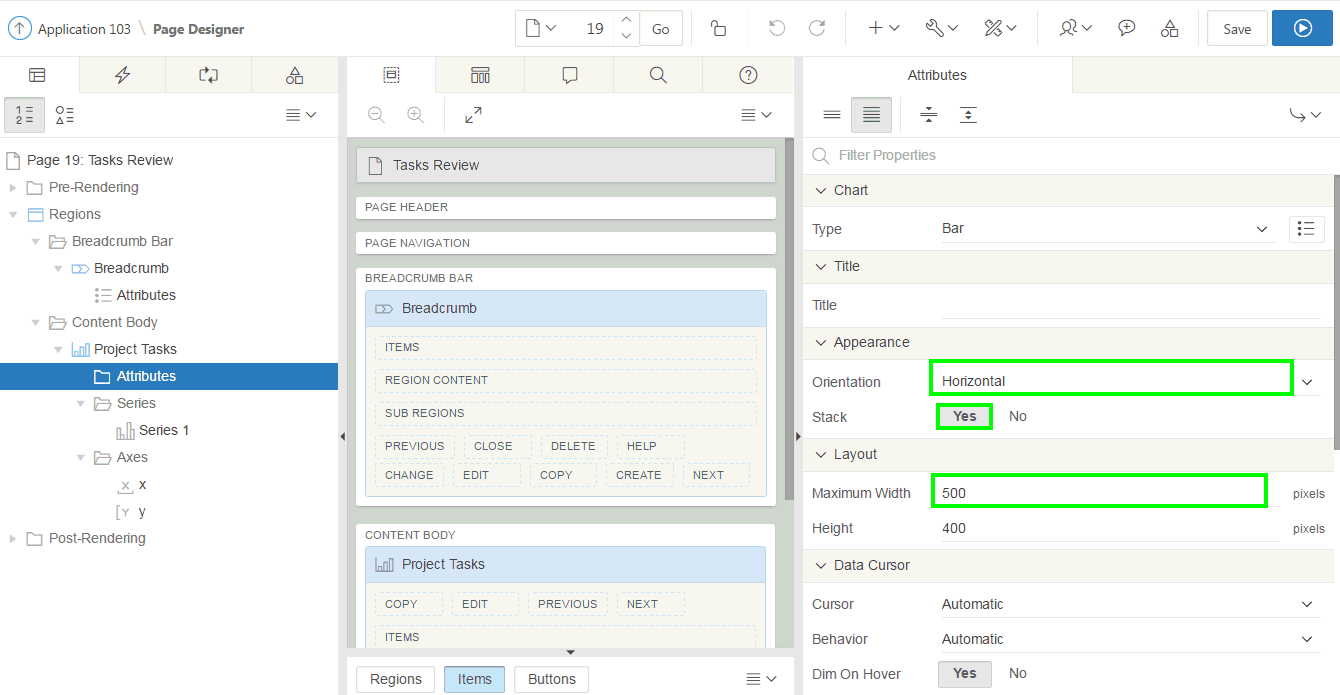 Application 103 \ Page Designer
19
Go
Save
1
2
Page 19: Tasks Review
Pre-Rendering
Regions
Breadcrumb Bar
Breadcrumb
Attributes
Content Body
Project Tasks
Attributes
Series
Series 1
Axes
X x
Y y
Post-Rendering
Tasks Review
PAGE HEADER
PAGE NAVIGATION
BREADCRUMB BAR
Breadcrumb
ITEMS
REGION CONTENT
SUB REGIONS
PREVIOUS CLOSE DELETE HELP
CHANGE EDIT COPY CREATE NEXT
CONTENT BODY
Project Tasks
COPY EDIT PREVIOUS NEXT
ITEMS
Regions Items Buttons
Attributes
Filter Properties
Chart
Type Bar
Title
Title
Appearance
Orientation Horizontal
Stack Yes No
Layout
Maximum Width 500 pixels
Height 400 pixels
Data Cursor
Cursor Automatic
Behavior Automatic
Dim On Hover Yes No